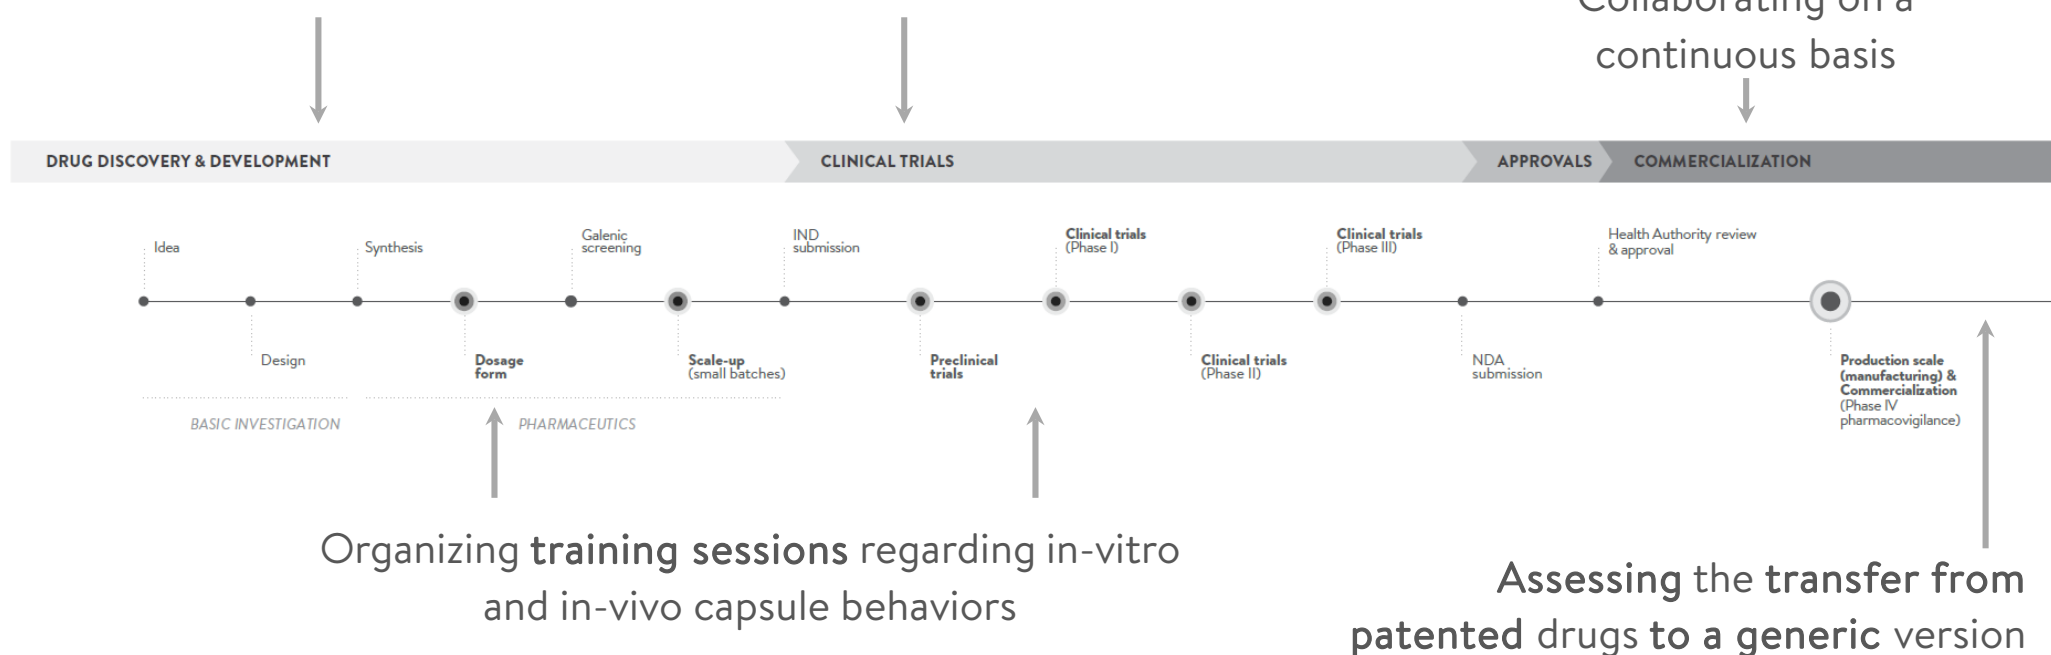 Collaborating on a
continuous basis
DRUG DISCOVERY & DEVELOPMENT
CLINICAL TRIALS
APPROVALS
COMMERCIALIZATION
Idea
Synthesis
Galenic
screening
IND
submission
Clinical trials
(Phase I)
Clinical trials
(Phase III)
Health Authority review
& approval
Design
Dosage
form
Scale-up
(small batches)
Preclinical
trials
Clinical trials
(Phase II)
NDA
submission
Production scale
(manufacturing) &
Commercialization
(Phase IV
pharmacovigilance)
BASIC INVESTIGATION
PHARMACEUTICS
Organizing training sessions regarding in-vitro
and in-vivo capsule behaviors
Assessing the transfer from
patented drugs to a generic version